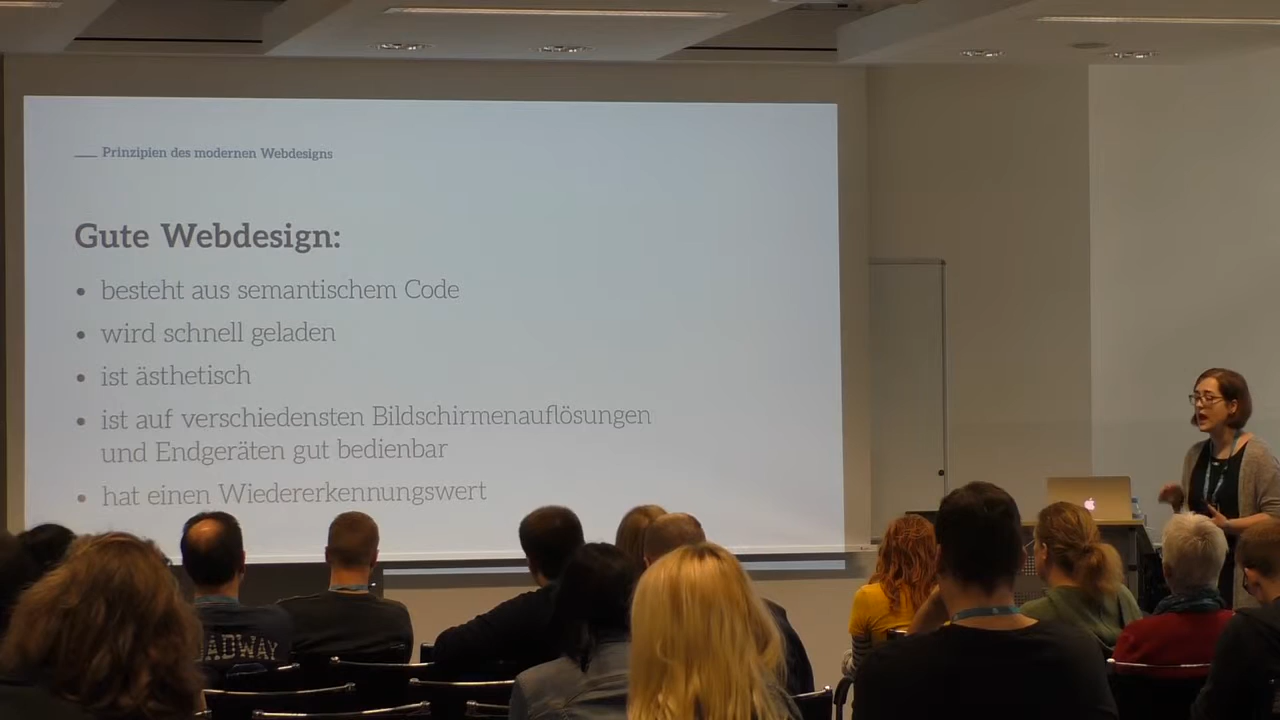 Prinzipien des modernen Webdesigns
Gute Webdesign:
• besteht aus semantischem Code
• wird schnell geladen
• ist ästhetisch
• ist auf verschiedensten Bildschirmenauflösungen
und Endgeräten gut bedienbar
• hat einen Wiedererkennungswert
ADWAY